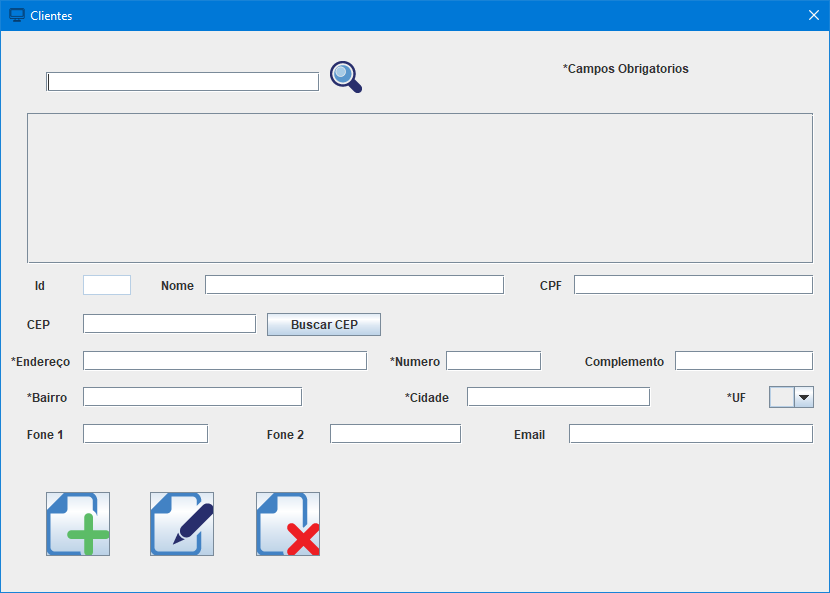 Clientes
*Campos Obrigatorios
Id Nome CPF
CEP Buscar CEP
*Endereço *Numero Complemento
*Bairro *Cidade *UF
Fone 1 Fone 2 Email